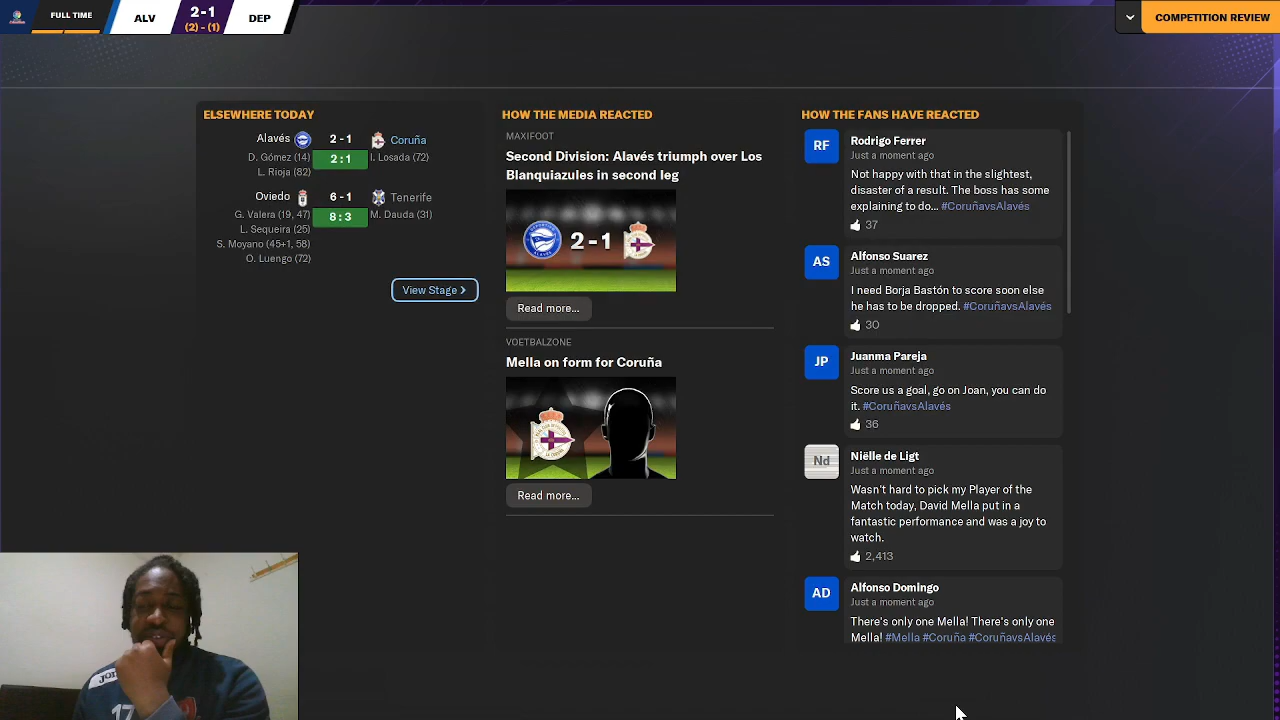 FULL TIME
ALV
2-1
(2) - (1)
DEP
COMPETITION REVIEW
ELSEWHERE TODAY
Alavés 2 - 1 Coruña
D. Gómez (14) 2 : 1 I. Losada (72)
L. Rioja (82)
Oviedo 6 - 1 Tenerife
G. Valera (19, 47) 8 : 3 M. Dauda (31)
L. Sequeira (25)
S. Moyano (45+1, 58)
O. Luengo (72)
View Stage
HOW THE MEDIA REACTED
MAXIFOOT
Second Division: Alavés triumph over Los
Blanquiazules in second leg
2 - 1
Read more...
VOETBALZONE
Mella on form for Coruña
Read more...
HOW THE FANS HAVE REACTED
RF
Rodrigo Ferrer
Just a moment ago
Not happy with that in the slightest,
disaster of a result. The boss has some
explaining to do... #CoruñavsAlavés
37
AS
Alfonso Suarez
Just a moment ago
I need Borja Bastón to score soon else
he has to be dropped. #CoruñavsAlavés
30
JP
Juanma Pareja
Just a moment ago
Score us a goal, go on Joan, you can do
it. #CoruñavsAlavés
36
Nd
Niëlle de Ligt
Just a moment ago
Wasn't hard to pick my Player of the
Match today, David Mella put in a
fantastic performance and was a joy to
watch.
2,413
AD
Alfonso Domingo
Just a moment ago
There's only one Mella! There's only one
Mella! #Mella #Coruña #CoruñavsAlavés
17